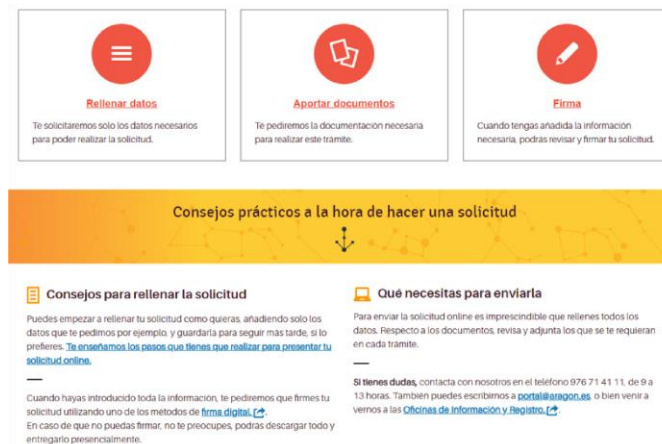 Rellenar datos
Te solicitaremos solo los datos necesarios
para poder realizar la solicitud.
Aportar documentos
Te pediremos la documentación necesaria
para realizar este trámite.
Firma
Cuando tengas añadida la información
necesaria, podrás revisar y firmar tu solicitud.
Consejos prácticos a la hora de hacer una solicitud
Consejos para rellenar la solicitud
Puedes empezar a rellenar tu solicitud como quieras, añadiendo solo los
datos que te pedimos por ejemplo, y guardarla para seguir más tarde, si lo
prefieres. Te enseñamos los pasos que tienes que realizar para presentar tu
solicitud online.
Cuando hayas introducido toda la información, te pediremos que firmes tu
solicitud utilizando uno de los métodos de firma digital.
En caso de que no puedas firmar, no te preocupes, podrás descargar todo y
entregarlo presencialmente.
Qué necesitas para enviarla
Para enviar la solicitud online es imprescindible que rellenes todos los
datos. Respecto a los documentos, revisa y adjunta los que se te requieran
en cada trámite.
Si tienes dudas, contacta con nosotros en el teléfono 976 71 41 11, de 9 a
13 horas. También puedes escribirnos a portal@aragon.es, o bien venir a
vernos a las Oficinas de Información y Registro.